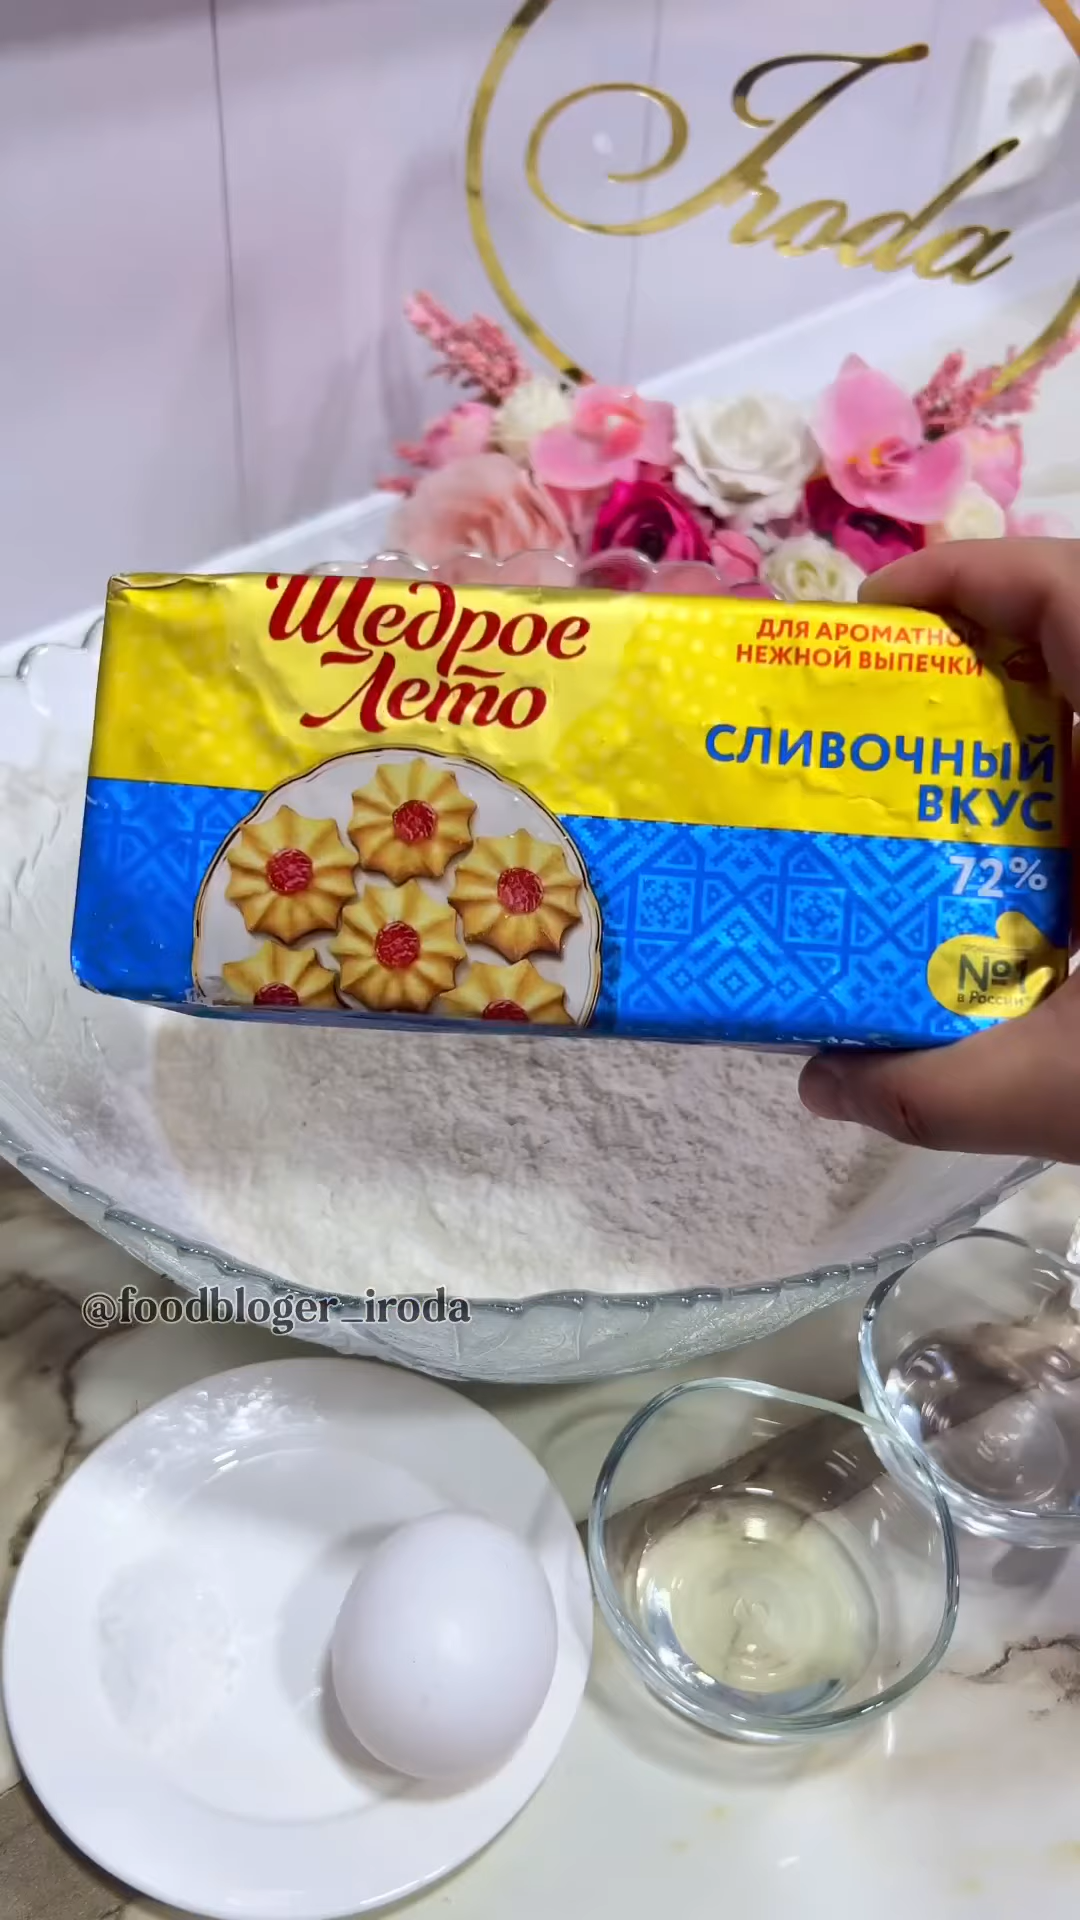 Iroda
Щедрое
Лето
ДЛЯ АРОМАТНОЙ
НЕЖНОЙ ВЫПЕЧКИ
СЛИВОЧНЫЙ
ВКУС
72%
№1
в России
@foodbloger_iroda